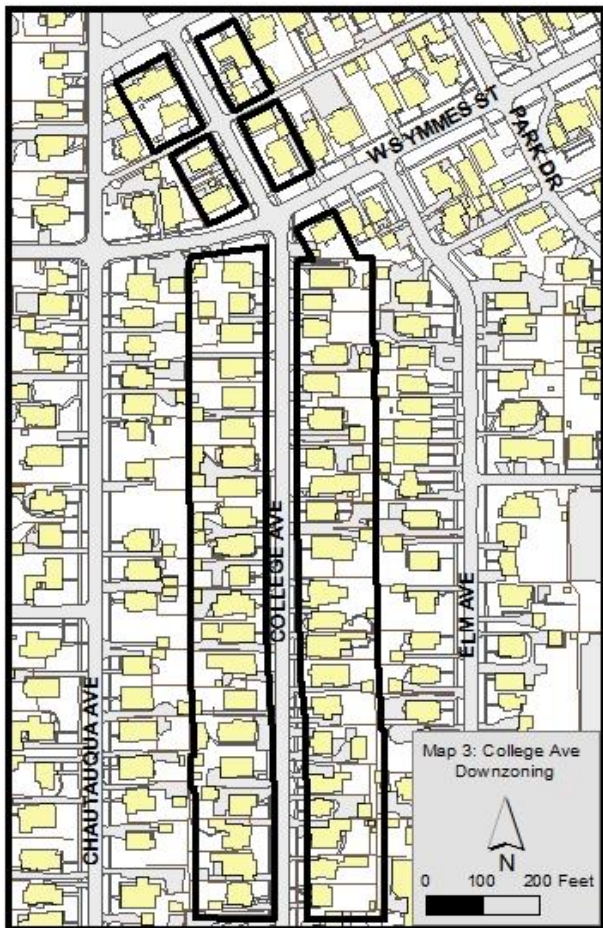 W SYMMES ST
PARK DR
COLLEGE AVE
ELM AVE
CHAUTAUQUA AVE
Map 3: College Ave
Downzoning
N
0 100 200 Feet